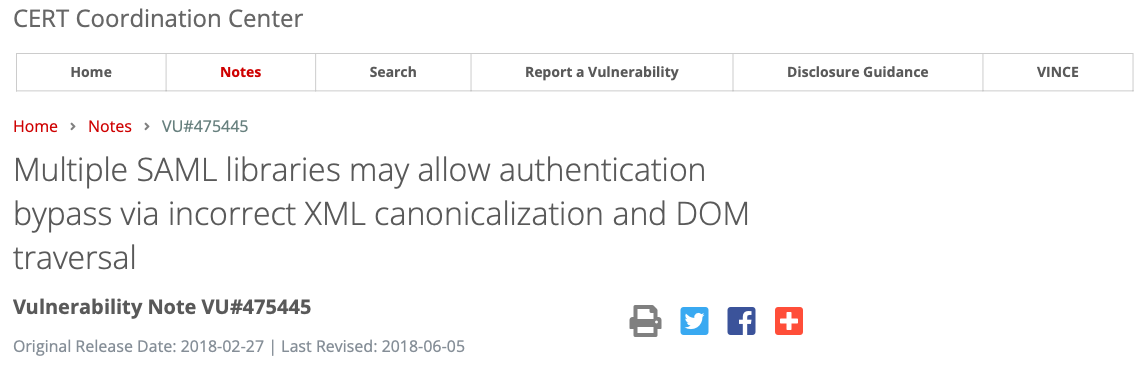 CERT Coordination Center
Home Notes Search Report a Vulnerability Disclosure Guidance VINCE
Home > Notes > VU#475445
Multiple SAML libraries may allow authentication
bypass via incorrect XML canonicalization and DOM
traversal
Vulnerability Note VU#475445
Original Release Date: 2018-02-27 | Last Revised: 2018-06-05